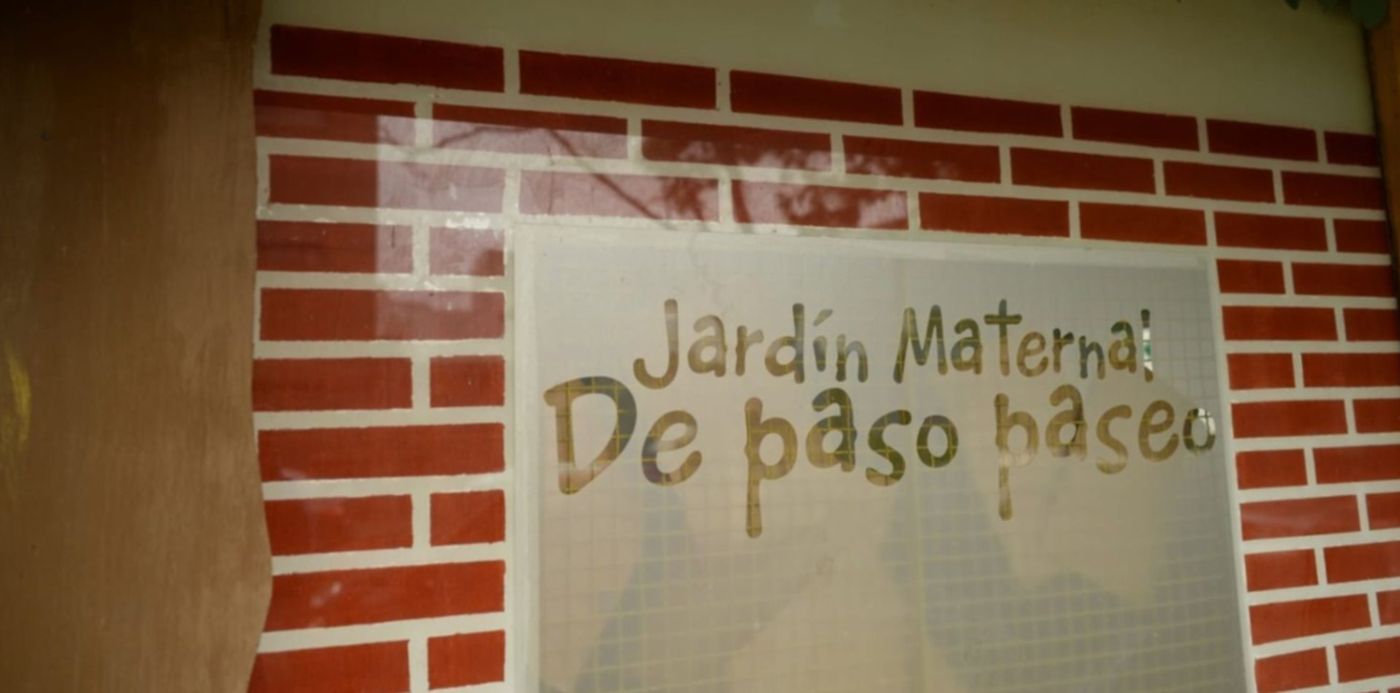 Jardín Maternal
De paso paseo